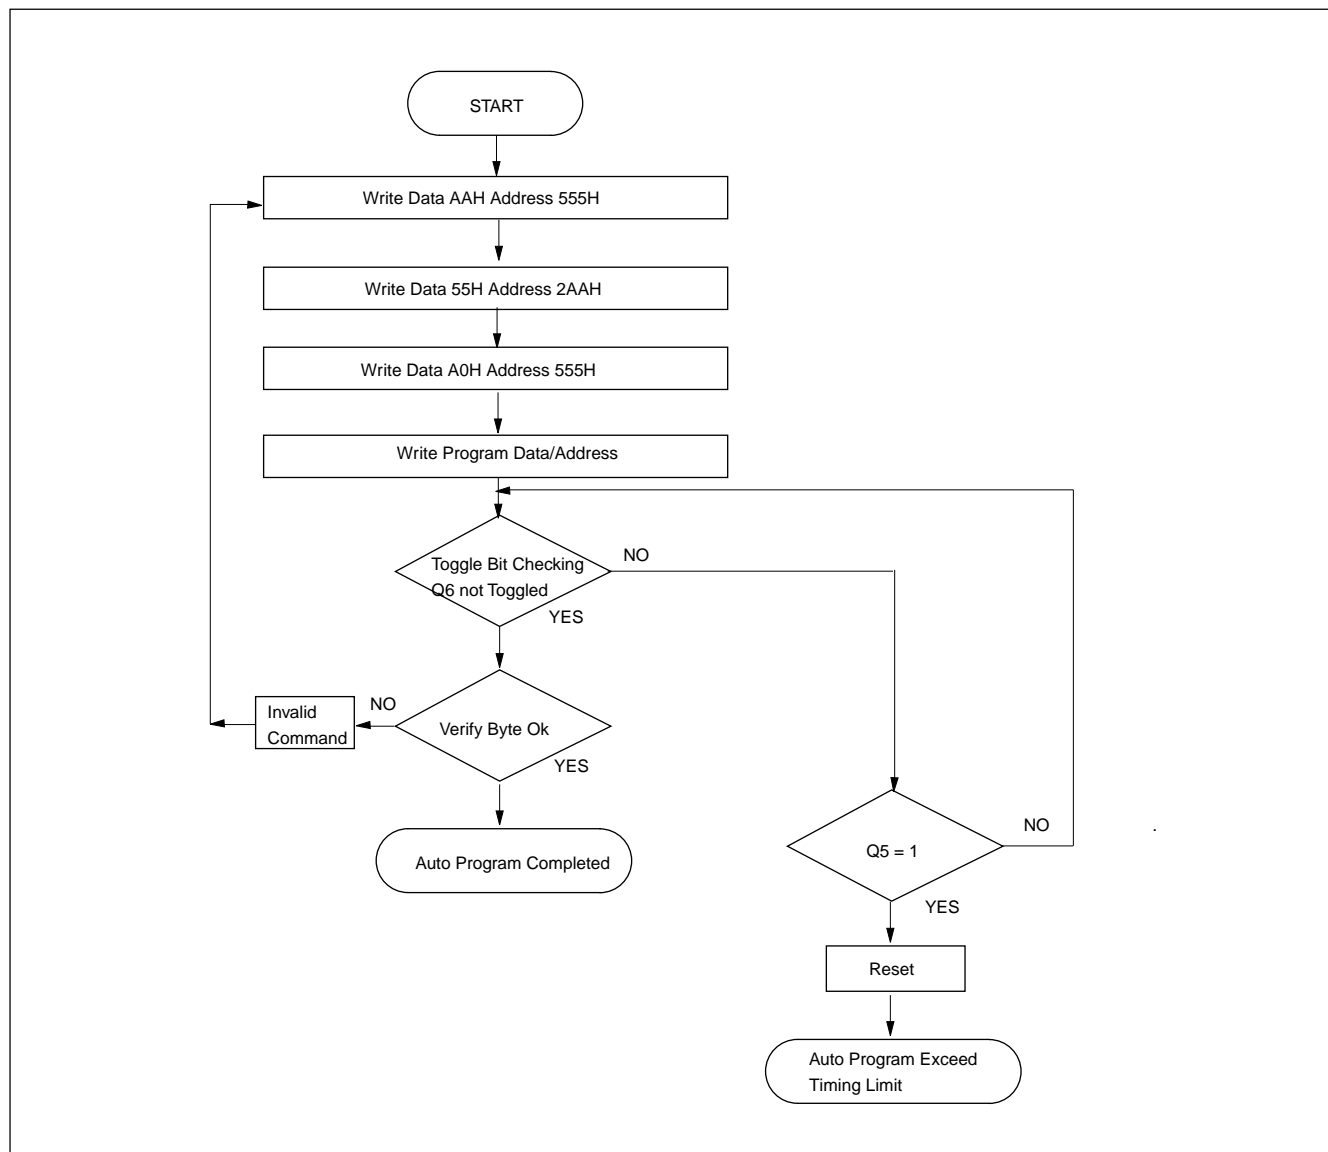 START
Write Data AAH Address 555H
Write Data 55H Address 2AAH
Write Data A0H Address 555H
Write Program Data/Address
Toggle Bit Checking
Q6 not Toggled
NO
YES
Invalid
Command
NO
Verify Byte Ok
YES
Auto Program Completed
Q5 = 1
NO
.
YES
Reset
Auto Program Exceed
Timing Limit